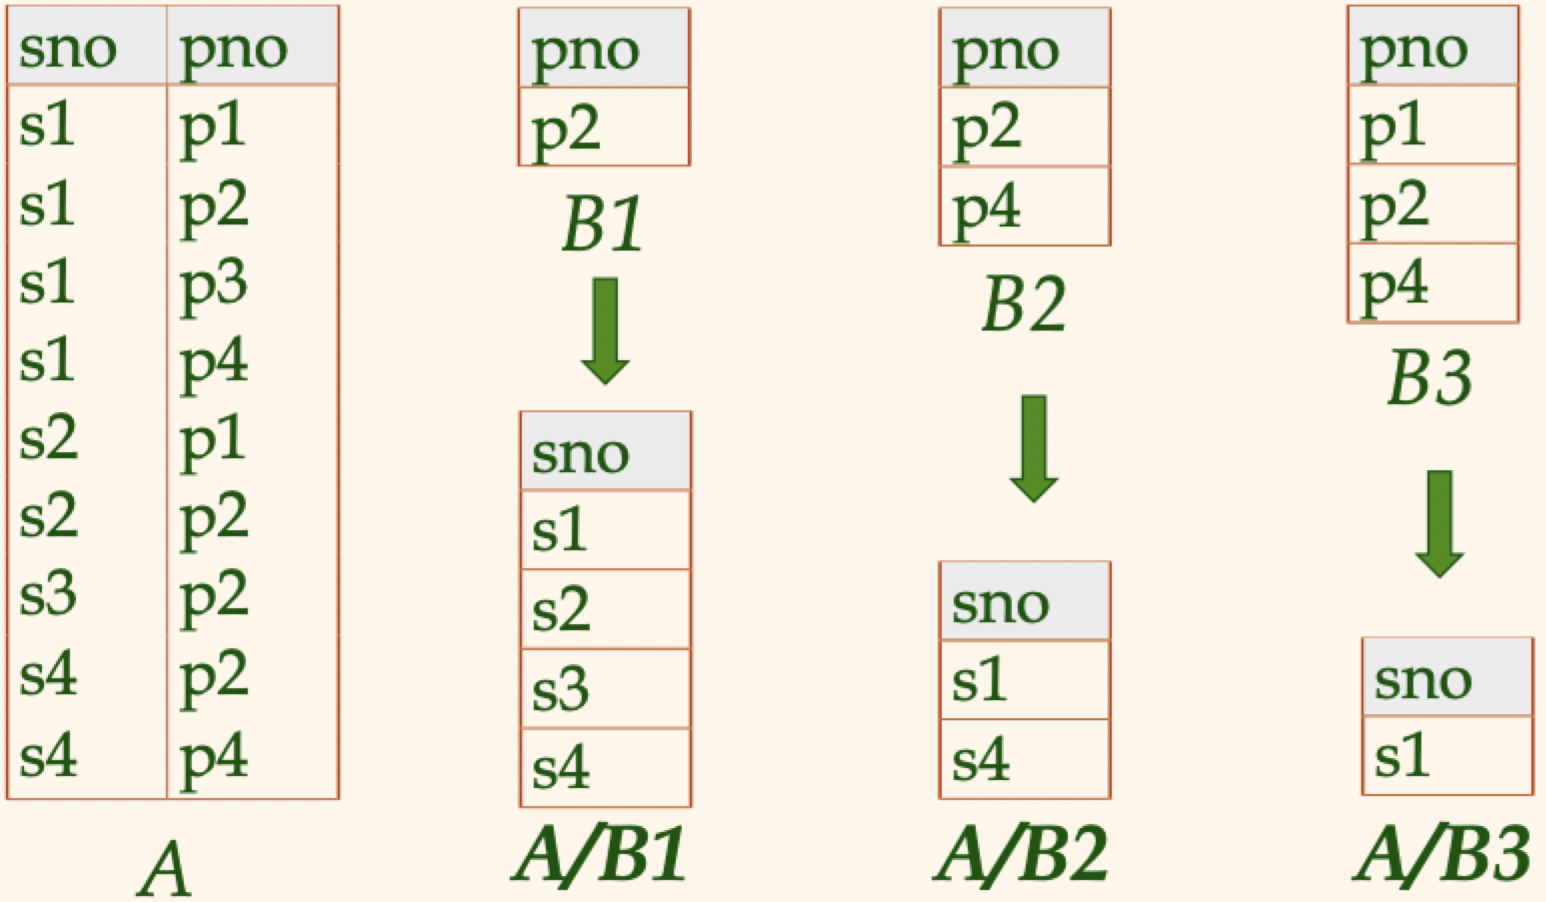 sno pno
s1 p1
s1 p2
s1 p3
s1 p4
s2 p1
s2 p2
s3 p2
s4 p2
s4 p4
A
pno
p2
B1
sno
s1
s2
s3
s4
A/B1
pno
p2
p4
B2
sno
s1
s4
A/B2
pno
p1
p2
p4
B3
sno
s1
A/B3